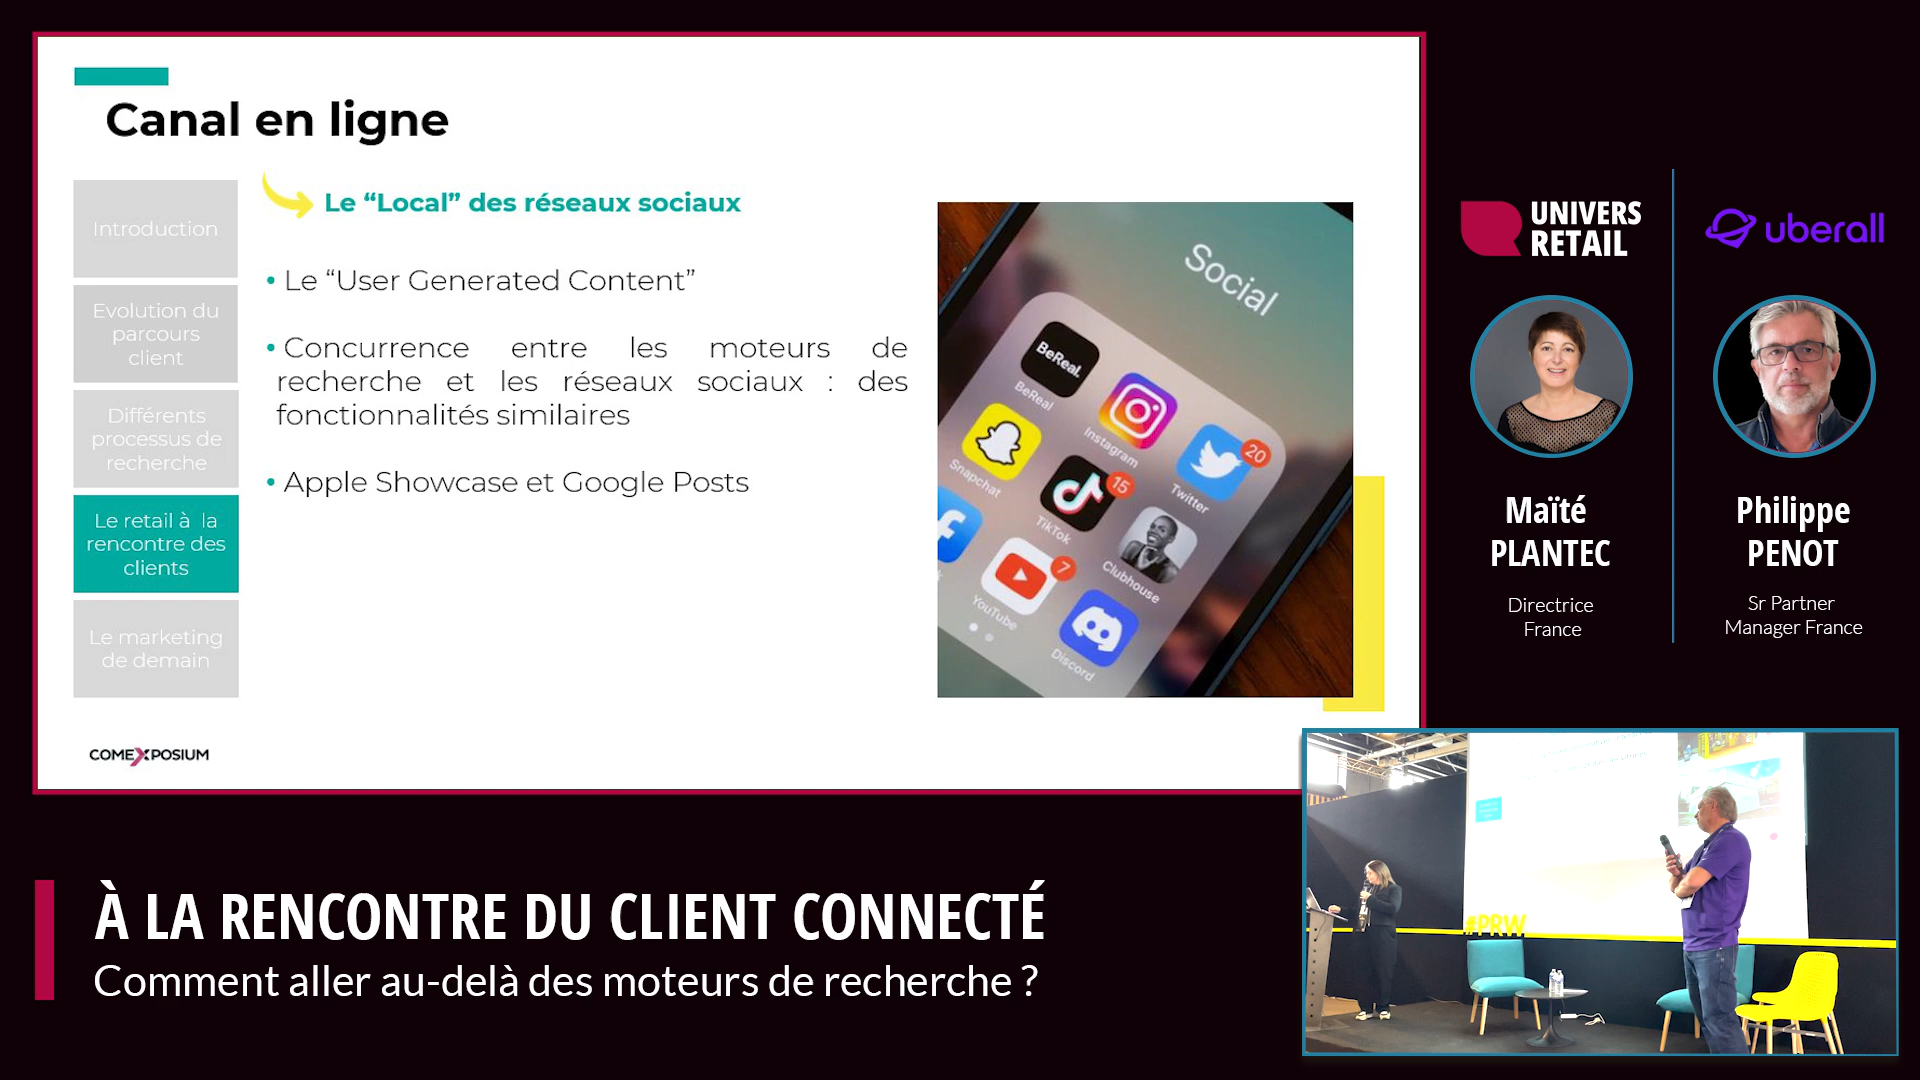 Canal en ligne
Introduction
Evolution du
parcours
client
Différents
processus de
recherche
Le retail à la
rencontre des
clients
Le marketing
de demain
Le “Local” des réseaux sociaux
• Le “User Generated Content”
• Concurrence entre les moteurs de
recherche et les réseaux sociaux : des
fonctionnalités similaires
• Apple Showcase et Google Posts
Social
BeReal.
BeReal
Instagram
20
Twitter
Snapchat
15
TikTok
Clubhouse
7
YouTube
Discord
COMEXPOSIUM
UNIVERS
RETAIL
uberall
Maïté
PLANTEC
Directrice
France
Philippe
PENOT
Sr Partner
Manager France
#PRW
À LA RENCONTRE DU CLIENT CONNECTÉ
Comment aller au-delà des moteurs de recherche ?